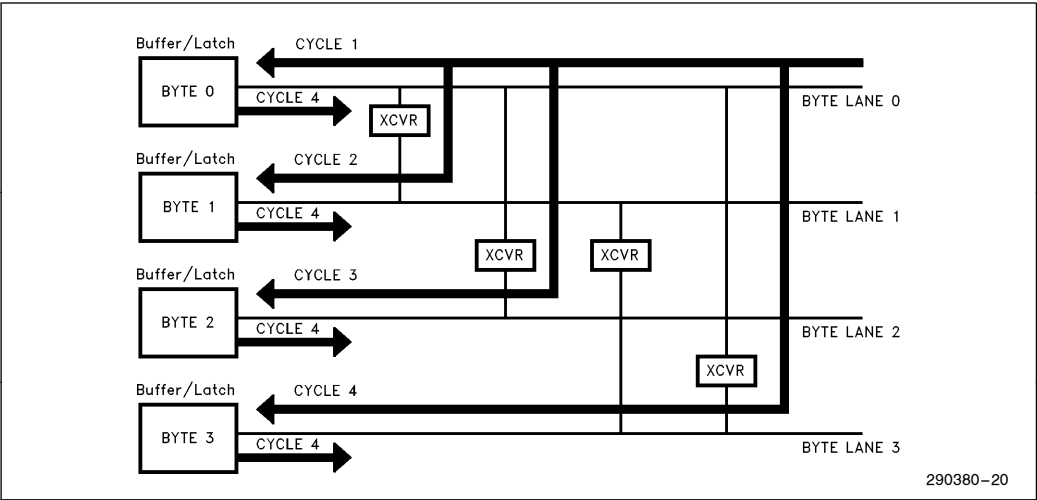 Buffer/Latch
CYCLE 1
BYTE 0
CYCLE 4
BYTE LANE 0
XCVR
Buffer/Latch
CYCLE 2
BYTE 1
CYCLE 4
BYTE LANE 1
XCVR
XCVR
Buffer/Latch
CYCLE 3
BYTE 2
CYCLE 4
BYTE LANE 2
XCVR
Buffer/Latch
CYCLE 4
BYTE 3
CYCLE 4
BYTE LANE 3
290380-20